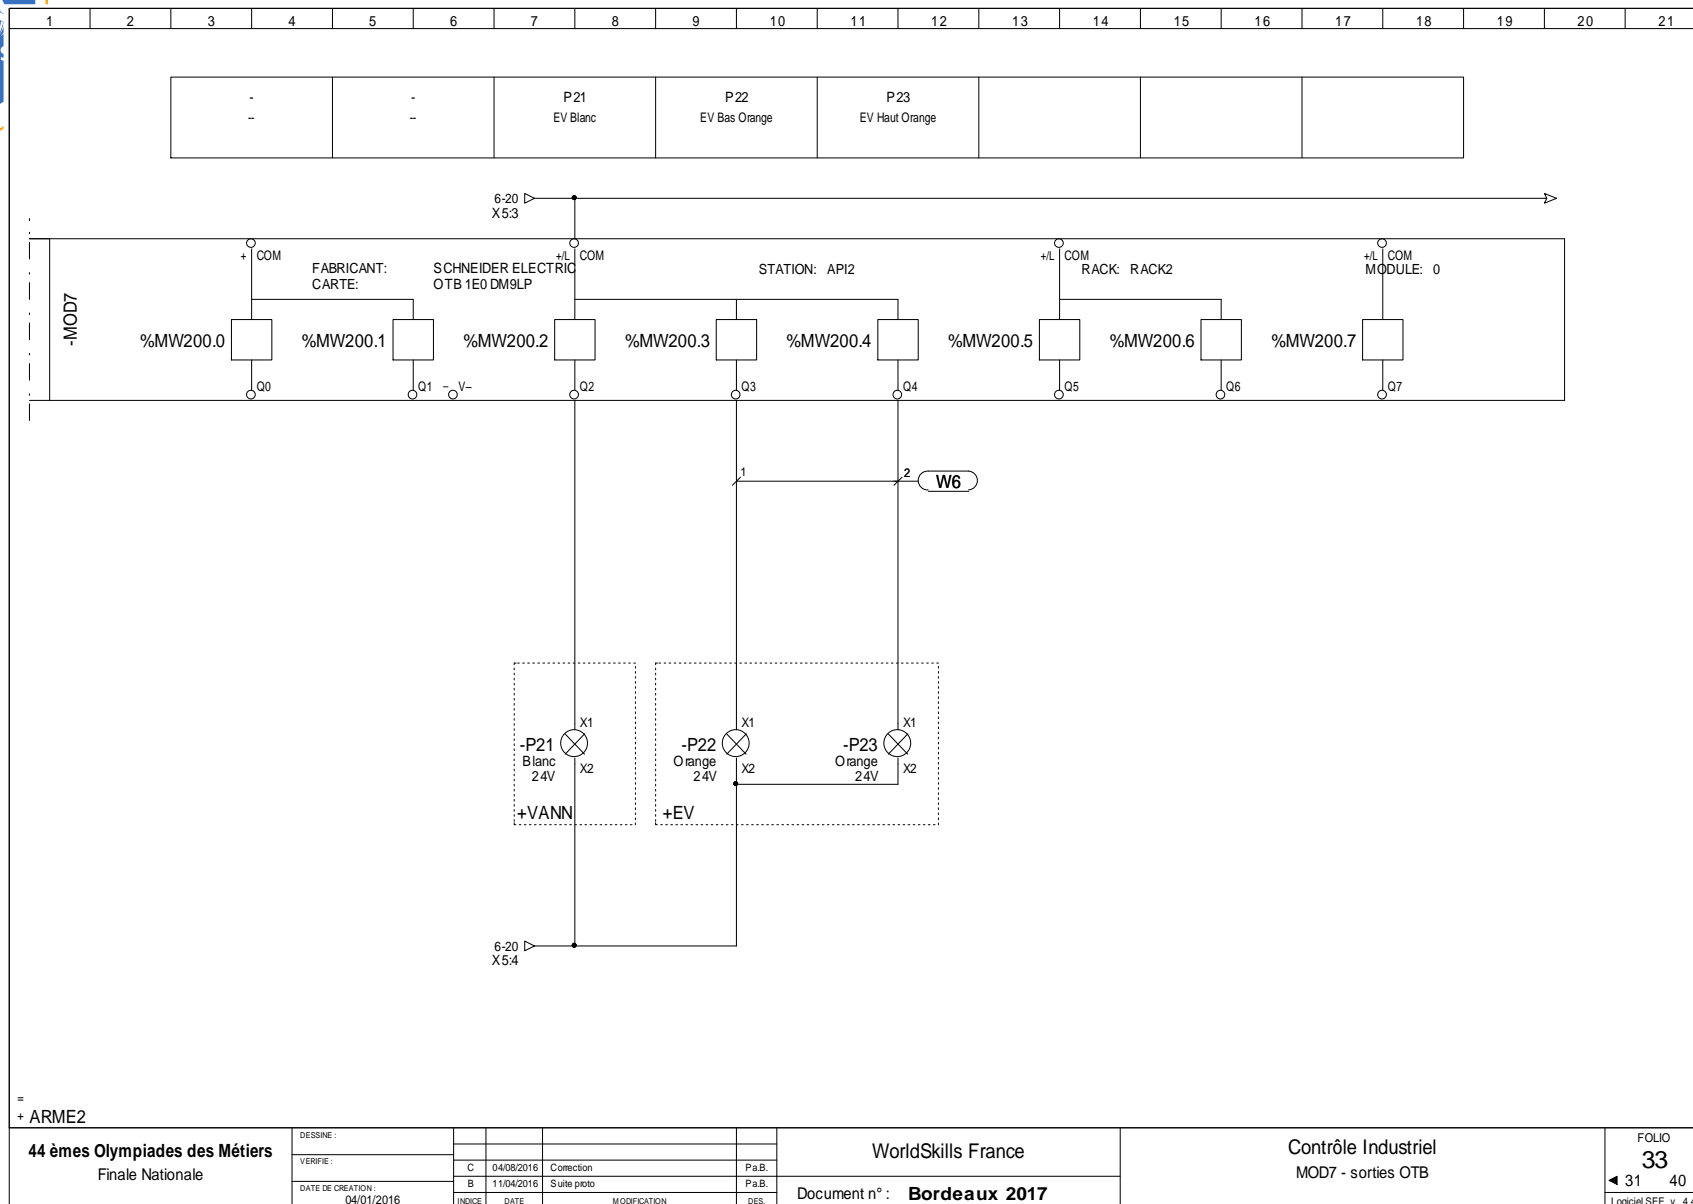 1 2 3 4 5 6 7 8 9 10 11 12 13 14 15 16 17 18 19 20 21
- - P21 P22 P23
-- -- EV Blanc EV Bas Orange EV Haut Orange
6-20
X5:3
+ COM +/L COM +/L COM +/L COM
FABRICANT: SCHNEIDER ELECTRIC STATION: API2 RACK: RACK2 MODULE: 0
CARTE: OTB 1E0 DM9LP
-MOD7
%MW200.0 %MW200.1 %MW200.2 %MW200.3 %MW200.4 %MW200.5 %MW200.6 %MW200.7
Q0 Q1 – V– Q2 Q3 Q4 Q5 Q6 Q7
1 2 W6
X1 X1 X1
-P21 -P22 -P23
Blanc Orange Orange
X2 X2 X2
24V 24V 24V
+VANN +EV
6-20
X5:4
=
+ ARME2
44 èmes Olympiades des Métiers
Finale Nationale
DESSINE :
VERIFIE :
DATE DE CREATION :
04/01/2016
C 04/08/2016 Correction Pa.B.
B 11/04/2016 Suite proto Pa.B.
INDICE DATE MODIFICATION DES.
WorldSkills France
Document n° : Bordeaux 2017
Contrôle Industriel
MOD7 - sorties OTB
FOLIO
33
◄ 31 40
Logiciel SEE v.